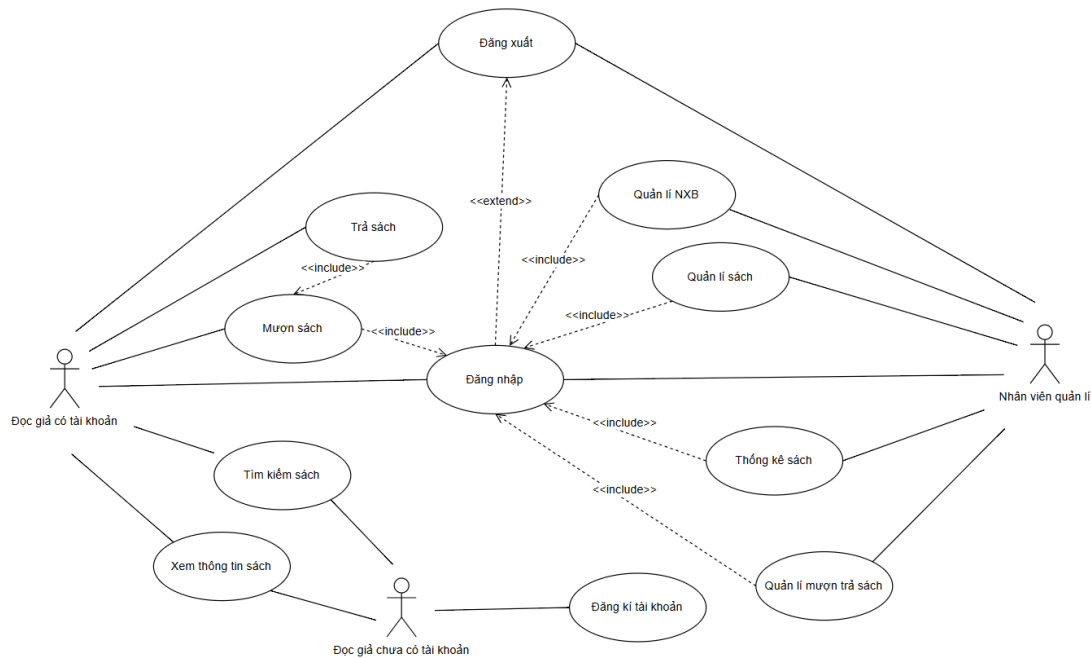 Đăng xuất
<<extend>>
Quản lí NXB
Trả sách
<<include>>
<<include>>
Quản lí sách
<<include>>
Mượn sách
<<include>>
Đăng nhập
Đọc giả có tài khoản
Nhân viên quản lí
<<include>>
Thống kê sách
Tìm kiếm sách
<<include>>
Xem thông tin sách
Quản lí mượn trả sách
Đăng kí tài khoản
Đọc giả chưa có tài khoản